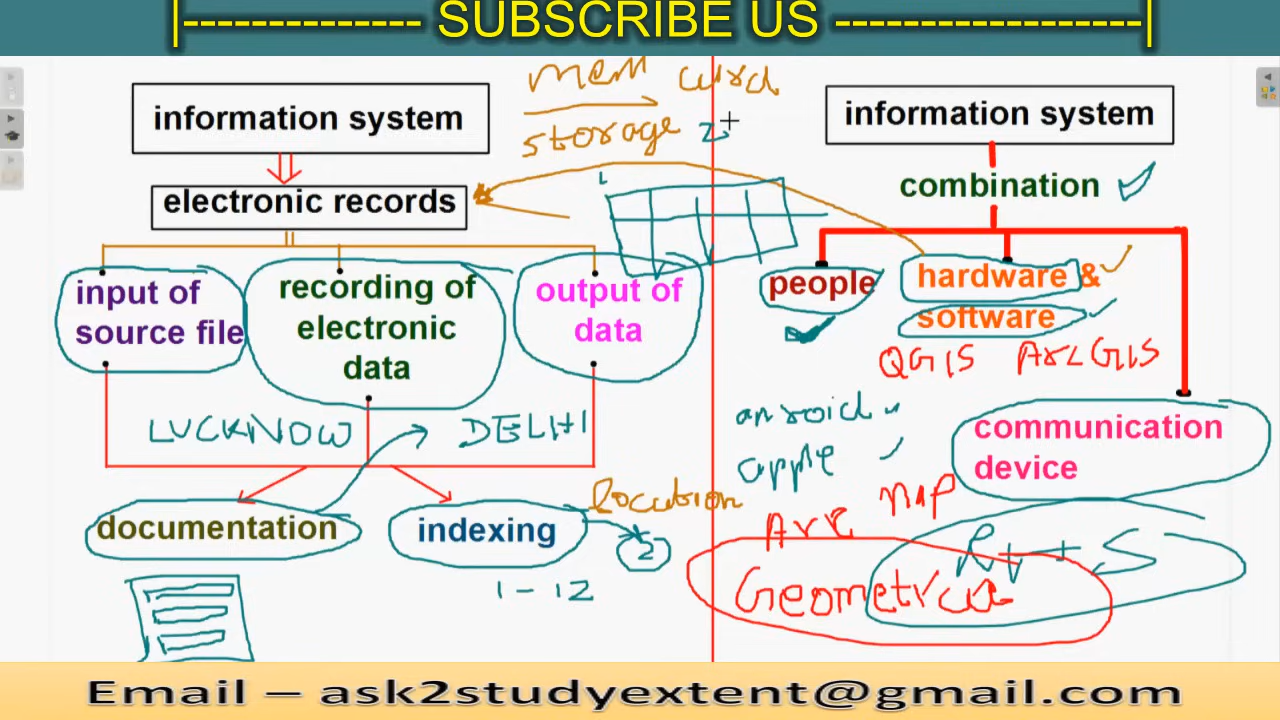 |-------------- SUBSCRIBE US ------------------|
mem
storage
2
information system
electronic records
input of
source file
recording of
electronic
data
output of
data
LUCKNOW
DELHI
documentation
indexing
location
2
1 - 12
information system
combination
people
hardware &
software
QGIS ArcGIS
apple
communication
device
Arc MAP
Email – ask2studyextent@gmail.com